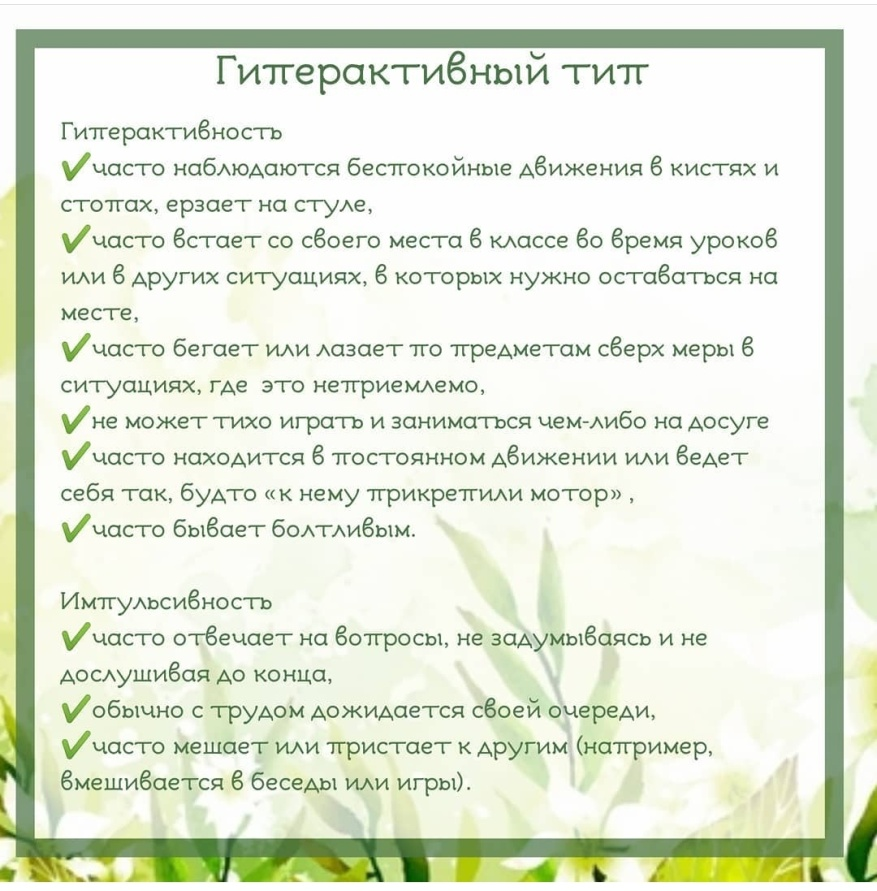 Гиперактивный тип
Гиперактивность
✔часто наблюдаются беспокойные движения в кистях и
стопах, ерзает на стуле,
✔часто встает со своего места в классе во время уроков
или в других ситуациях, в которых нужно оставаться на
месте,
✔часто бегает или лазает по предметам сверх меры в
ситуациях, где это неприемлемо,
✔не может тихо играть и заниматься чем-либо на досуге
✔часто находится в постоянном движении или ведет
себя так, будто «к нему прикрепили мотор» ,
✔часто бывает болтливым.
Импульсивность
✔часто отвечает на вопросы, не задумываясь и не
дослушивая до конца,
✔обычно с трудом дожидается своей очереди,
✔часто мешает или пристает к другим (например,
вмешивается в беседы или игры).